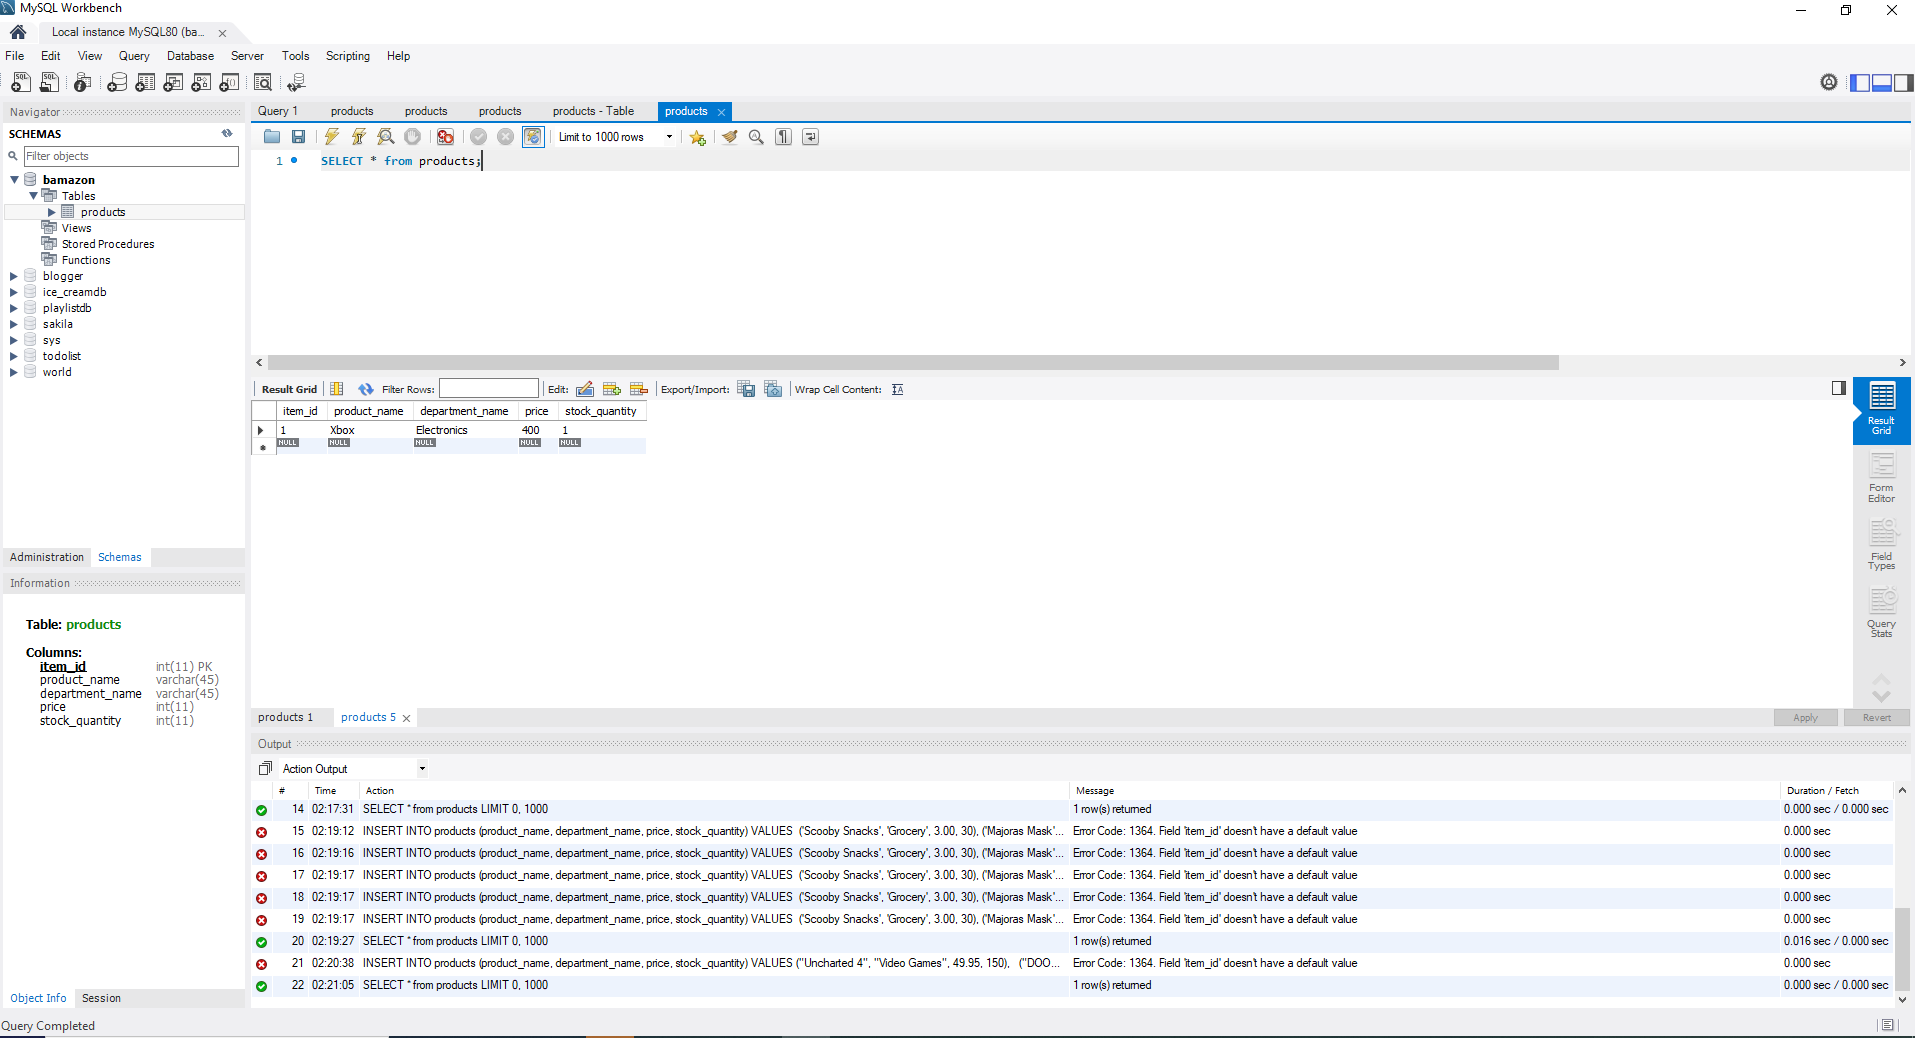 MySQL Workbench
Local instance MySQL80 (ba...
File Edit View Query Database Server Tools Scripting Help
Navigator
SCHEMAS
Filter objects
bamazon
Tables
products
Views
Stored Procedures
Functions
blogger
ice_creamdb
playlistdb
sakila
sys
todolist
world
Administration Schemas
Information
Table: products
Columns:
item_id int(11) PK
product_name varchar(45)
department_name varchar(45)
price int(11)
stock_quantity int(11)
Object Info Session
Query 1 products products products products - Table products
Limit to 1000 rows
1 SELECT * from products;
Result Grid Filter Rows: Edit: Export/Import: Wrap Cell Content:
item_id product_name department_name price stock_quantity
1 Xbox Electronics 400 1
NULL NULL NULL NULL NULL
Result
Grid
Form
Editor
Field
Types
Query
Stats
products 1 products 5 Apply Revert
Output
Action Output
# Time Action Message Duration / Fetch
14 02:17:31 SELECT * from products LIMIT 0, 1000 1 row(s) returned 0.000 sec / 0.000 sec
15 02:19:12 INSERT INTO products (product_name, department_name, price, stock_quantity) VALUES ('Scooby Snacks', 'Grocery', 3.00, 30), ('Majoras Mask'... Error Code: 1364. Field 'item_id' doesn't have a default value 0.000 sec
16 02:19:16 INSERT INTO products (product_name, department_name, price, stock_quantity) VALUES ('Scooby Snacks', 'Grocery', 3.00, 30), ('Majoras Mask'... Error Code: 1364. Field 'item_id' doesn't have a default value 0.000 sec
17 02:19:17 INSERT INTO products (product_name, department_name, price, stock_quantity) VALUES ('Scooby Snacks', 'Grocery', 3.00, 30), ('Majoras Mask'... Error Code: 1364. Field 'item_id' doesn't have a default value 0.000 sec
18 02:19:17 INSERT INTO products (product_name, department_name, price, stock_quantity) VALUES ('Scooby Snacks', 'Grocery', 3.00, 30), ('Majoras Mask'... Error Code: 1364. Field 'item_id' doesn't have a default value 0.000 sec
19 02:19:17 INSERT INTO products (product_name, department_name, price, stock_quantity) VALUES ('Scooby Snacks', 'Grocery', 3.00, 30), ('Majoras Mask'... Error Code: 1364. Field 'item_id' doesn't have a default value 0.000 sec
20 02:19:27 SELECT * from products LIMIT 0, 1000 1 row(s) returned 0.016 sec / 0.000 sec
21 02:20:38 INSERT INTO products (product_name, department_name, price, stock_quantity) VALUES ("Uncharted 4", "Video Games", 49.95, 150), ("DOO... Error Code: 1364. Field 'item_id' doesn't have a default value 0.000 sec
22 02:21:05 SELECT * from products LIMIT 0, 1000 1 row(s) returned 0.000 sec / 0.000 sec
Query Completed